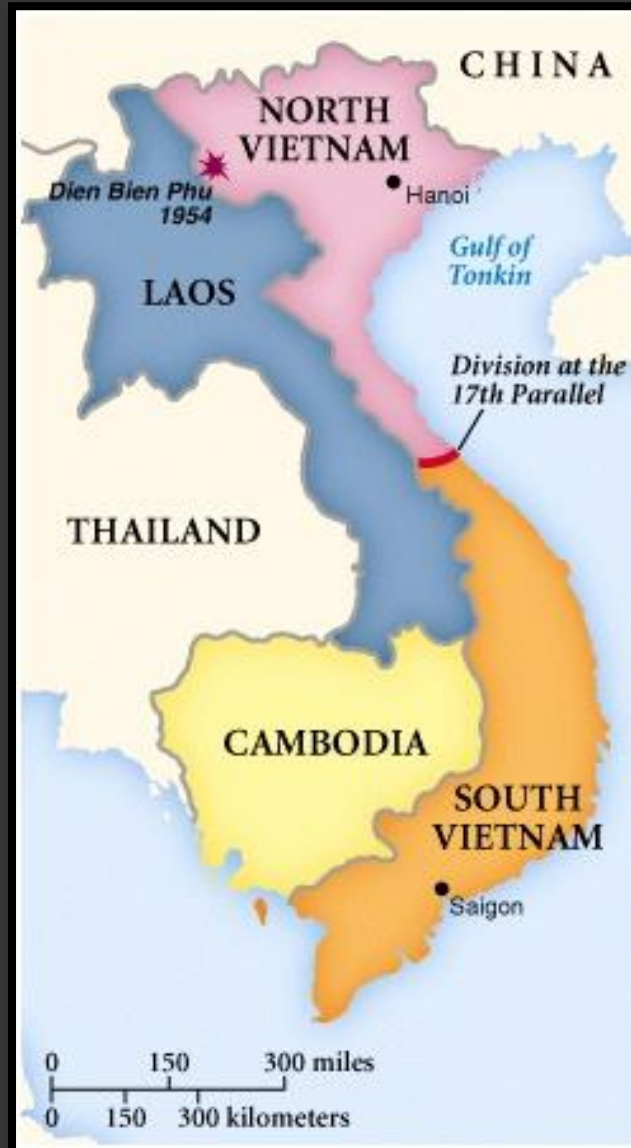 CHINA
NORTH
VIETNAM
Dien Bien Phu
1954
Hanoi
Gulf of
Tonkin
LAOS
Division at the
17th Parallel
THAILAND
CAMBODIA
SOUTH
VIETNAM
Saigon
0 150 300 miles
0 150 300 kilometers